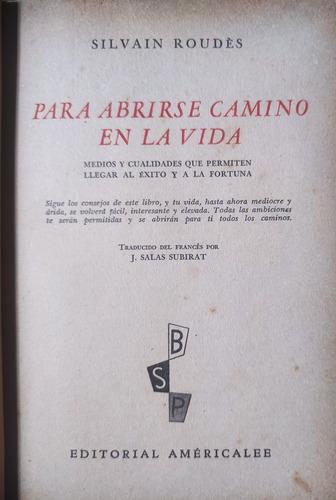 SILVAIN ROUDÈS
PARA ABRIRSE CAMINO
EN LA VIDA
MEDIOS Y CUALIDADES QUE PERMITEN
LLEGAR AL ÉXITO Y A LA FORTUNA
Sigue los consejos de este libro, y tu vida, hasta ahora mediocre y
árida, se volverá fácil, interesante y elevada. Todas las ambiciones
te serán permitidas y se abrirán para ti todos los caminos.
TRADUCIDO DEL FRANCÉS POR
J. SALAS SUBIRAT
B
S
P
EDITORIAL AMÉRICALEE